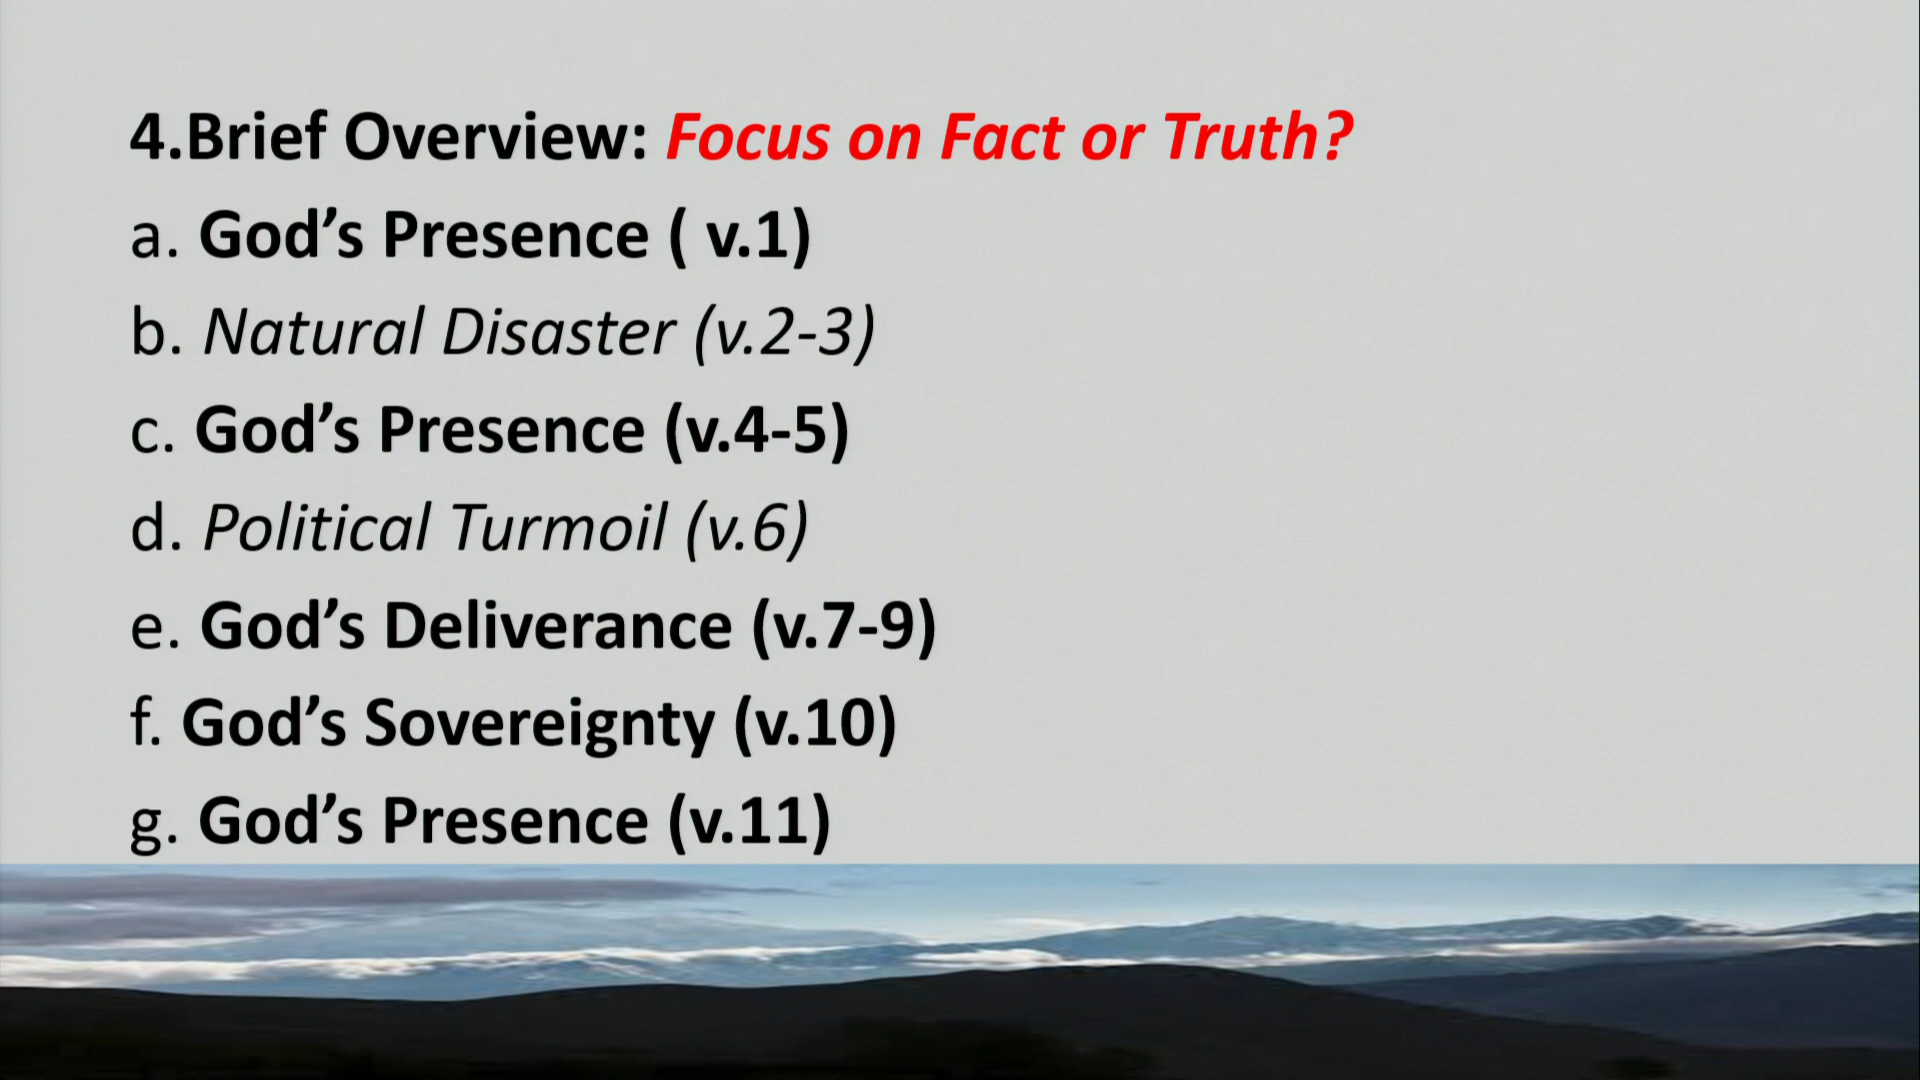 4.Brief Overview: Focus on Fact or Truth?
a. God’s Presence ( v.1)
b. Natural Disaster (v.2-3)
c. God’s Presence (v.4-5)
d. Political Turmoil (v.6)
e. God’s Deliverance (v.7-9)
f. God’s Sovereignty (v.10)
g. God’s Presence (v.11)